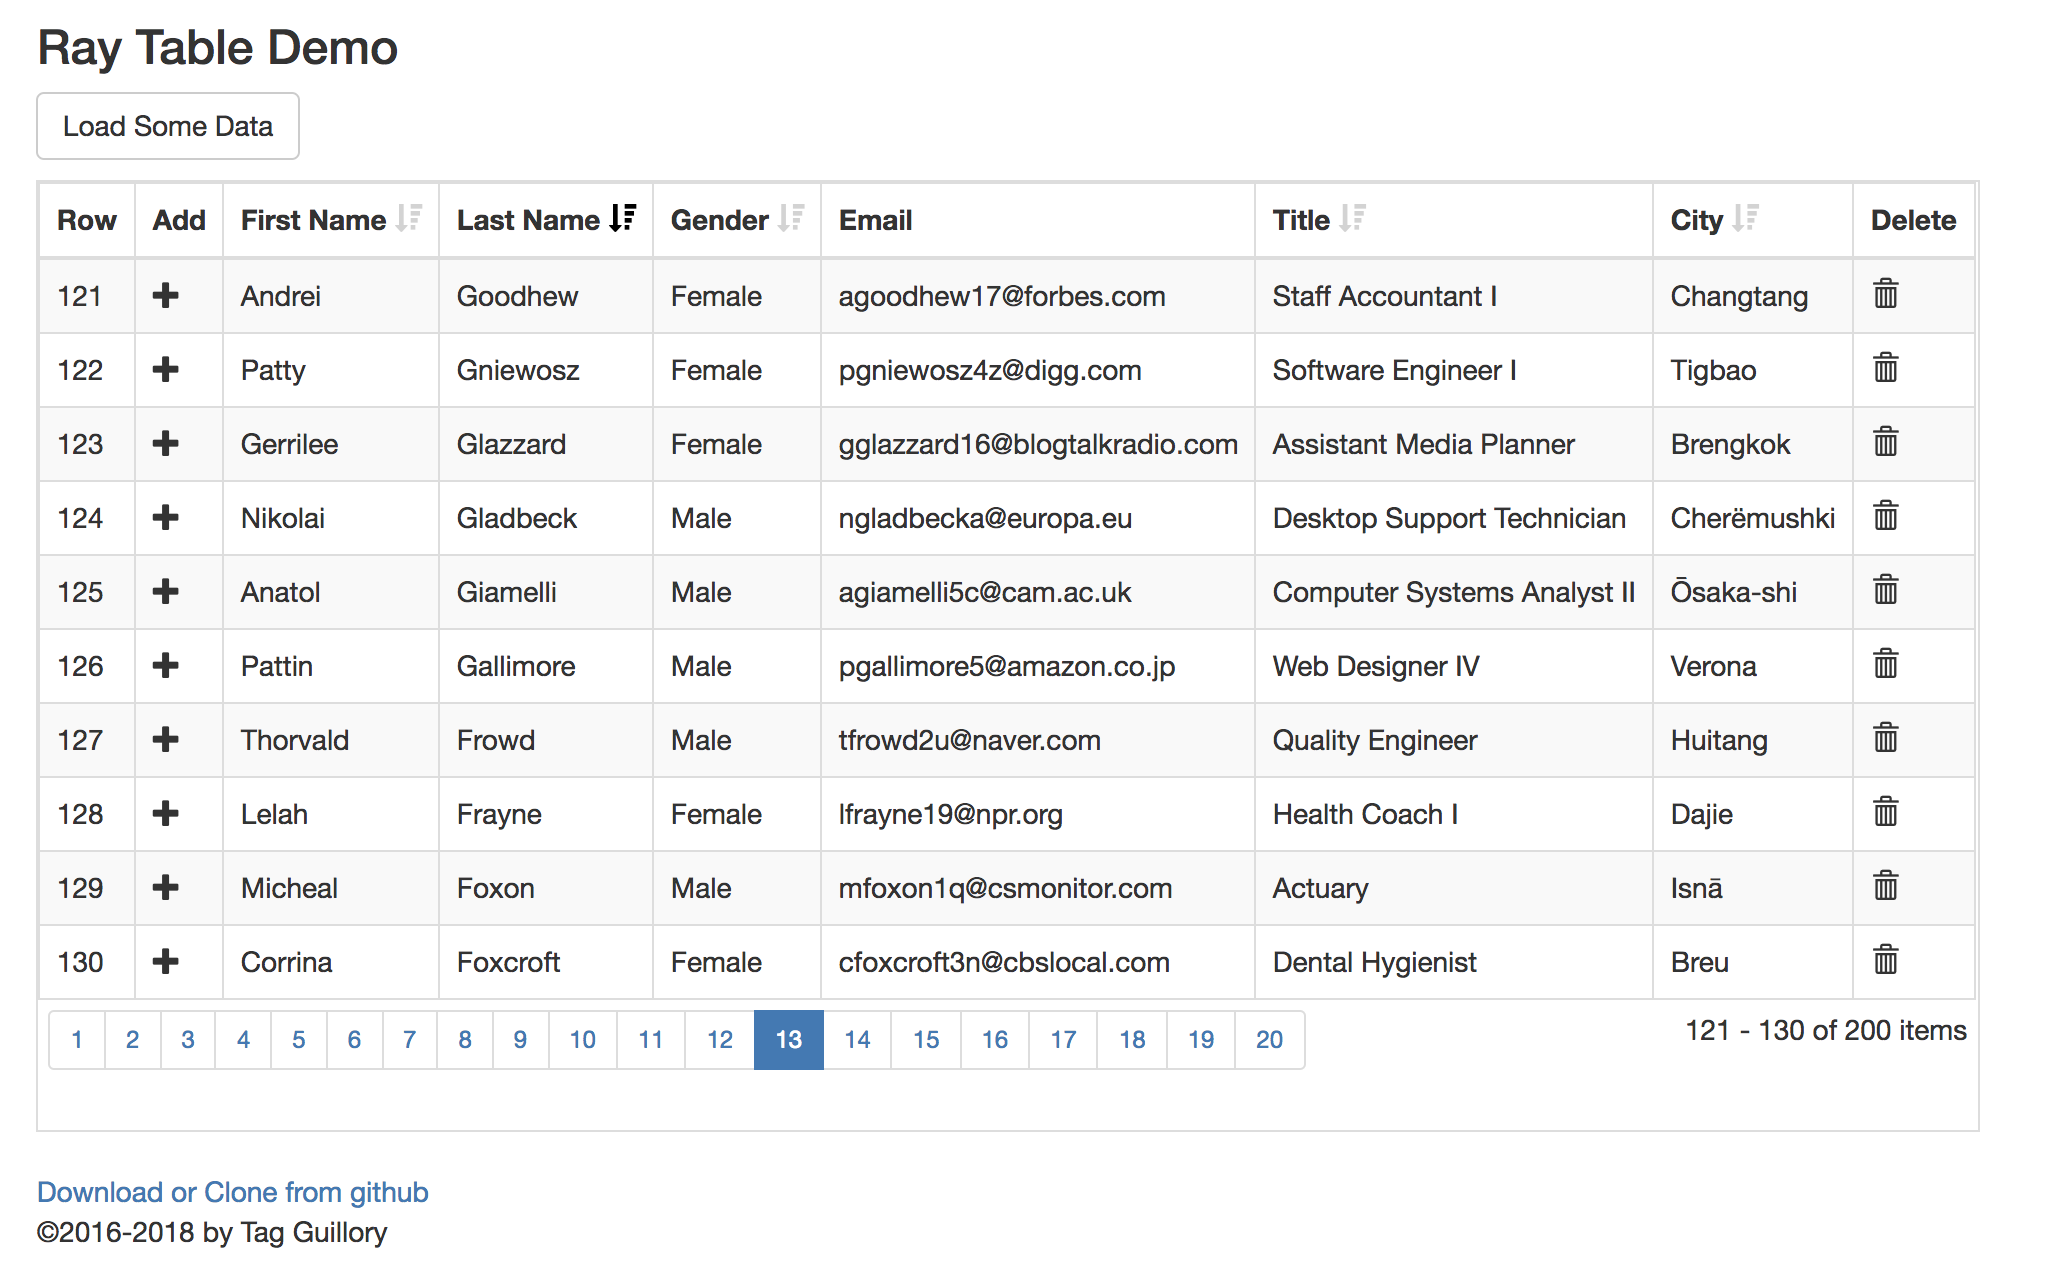 Ray Table Demo
Load Some Data
Row Add First Name Last Name Gender Email Title City Delete
121 Andrei Goodhew Female agoodhew17@forbes.com Staff Accountant I Changtang
122 Patty Gniewosz Female pgniewosz4z@digg.com Software Engineer I Tigbao
123 Gerrilee Glazzard Female gglazzard16@blogtalkradio.com Assistant Media Planner Brengkok
124 Nikolai Gladbeck Male ngladbecka@europa.eu Desktop Support Technician Cherëmushki
125 Anatol Giamelli Male agiamelli5c@cam.ac.uk Computer Systems Analyst II Ōsaka-shi
126 Pattin Gallimore Male pgallimore5@amazon.co.jp Web Designer IV Verona
127 Thorvald Frowd Male tfrowd2u@naver.com Quality Engineer Huitang
128 Lelah Frayne Female lfrayne19@npr.org Health Coach I Dajie
129 Micheal Foxon Male mfoxon1q@csmonitor.com Actuary Isnā
130 Corrina Foxcroft Female cfoxcroft3n@cbslocal.com Dental Hygienist Breu
1 2 3 4 5 6 7 8 9 10 11 12 13 14 15 16 17 18 19 20 121 - 130 of 200 items
Download or Clone from github
©2016-2018 by Tag Guillory